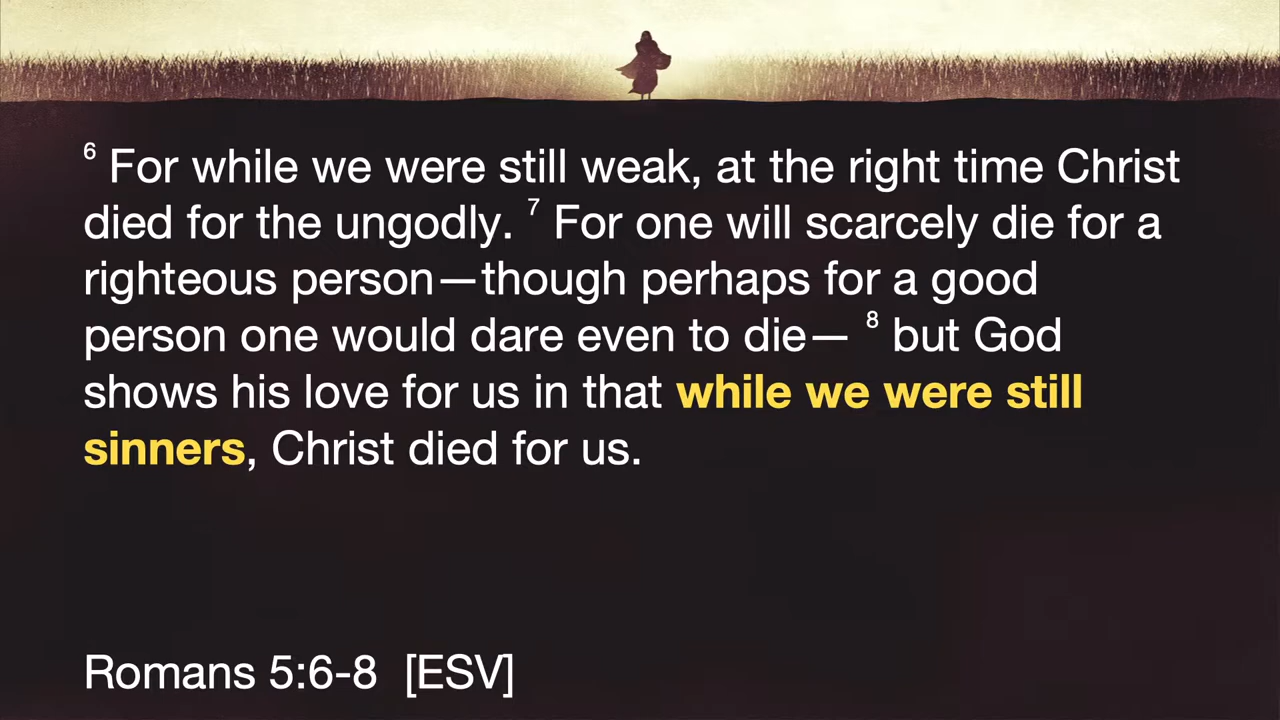 ⁶ For while we were still weak, at the right time Christ
died for the ungodly. ⁷ For one will scarcely die for a
righteous person—though perhaps for a good
person one would dare even to die— ⁸ but God
shows his love for us in that while we were still
sinners, Christ died for us.
Romans 5:6-8 [ESV]